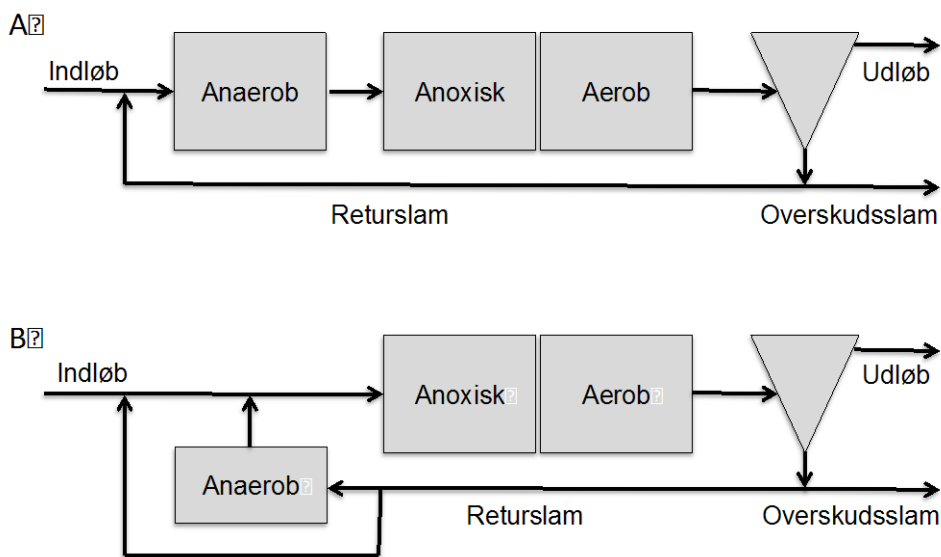 A
Indløb
Anaerob
Anoxisk
Aerob
Udløb
Returslam
Overskudsslam
B
Indløb
Anoxisk
Aerob
Udløb
Anaerob
Returslam
Overskudsslam